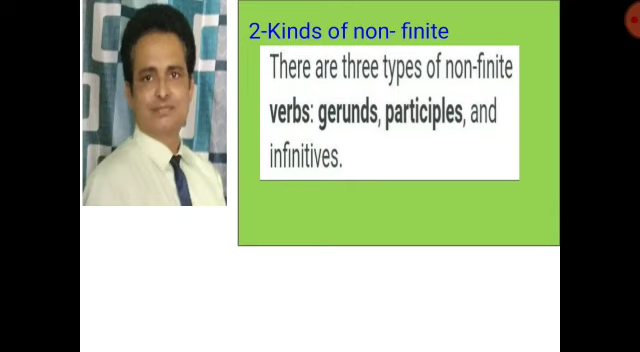 2-Kinds of non- finite
There are three types of non-finite
verbs: gerunds, participles, and
infinitives.